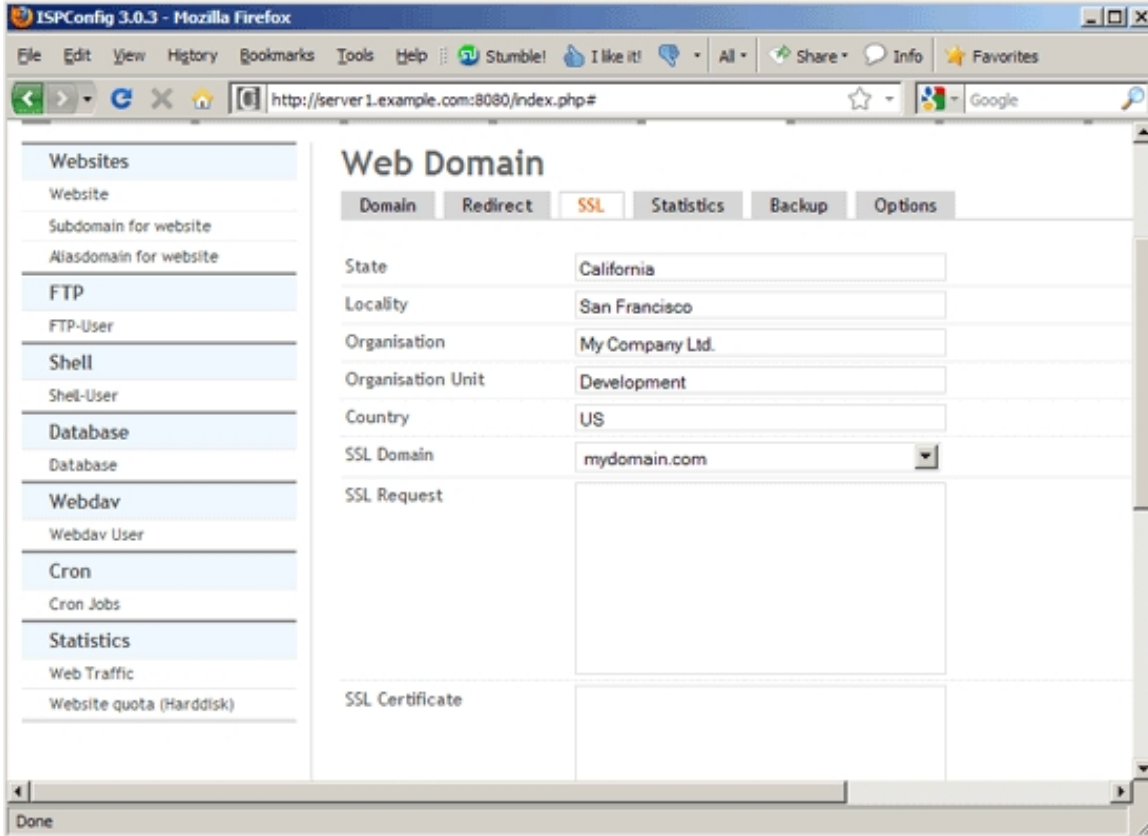 ISPConfig 3.0.3 - Mozilla Firefox
File Edit View History Bookmarks Tools Help Stumble! I like it! All Share Info Favorites
http://server1.example.com:8080/index.php# Google
Websites
Website
Subdomain for website
Aliasdomain for website
FTP
FTP-User
Shell
Shell-User
Database
Database
Webdav
Webdav User
Cron
Cron Jobs
Statistics
Web Traffic
Website quota (Harddisk)
Web Domain
Domain Redirect SSL Statistics Backup Options
State California
Locality San Francisco
Organisation My Company Ltd.
Organisation Unit Development
Country US
SSL Domain mydomain.com
SSL Request
SSL Certificate
Done